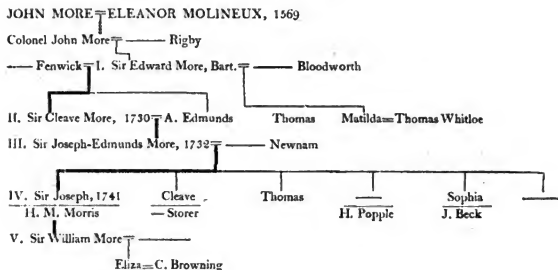 JOHN MORE=ELEANOR MOLINEUX, 1569
Colonel John More= —— Rigby
—— Fenwick=I. Sir Edward More, Bart.= —— Bloodworth
II. Sir Cleave More, 1730=A. Edmunds Thomas Matilda=Thomas Whitloe
III. Sir Joseph-Edmunds More, 1732= —— Newnam
IV. Sir Joseph, 1741 Cleave Thomas —— Sophia ——
H. M. Morris — Storer H. Popple J. Beck
V. Sir William More= ——
Eliza=C. Browning